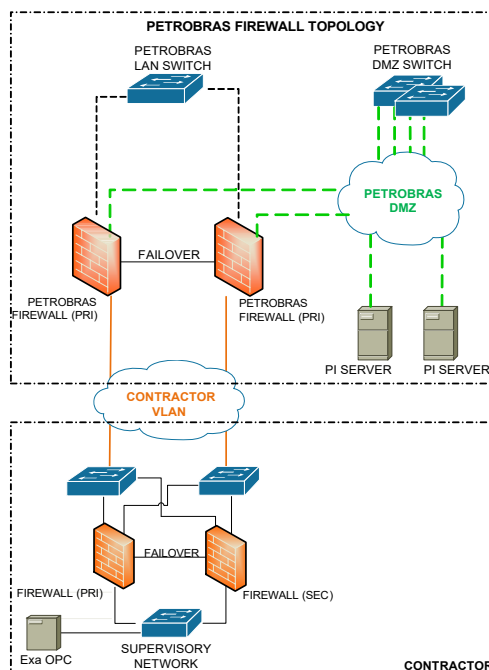 PETROBRAS FIREWALL TOPOLOGY
PETROBRAS
LAN SWITCH
PETROBRAS
DMZ SWITCH
PETROBRAS
DMZ
FAILOVER
PETROBRAS
FIREWALL (PRI)
PETROBRAS
FIREWALL (PRI)
PI SERVER
PI SERVER
CONTRACTOR
VLAN
FAILOVER
FIREWALL (PRI)
FIREWALL (SEC)
Exa OPC
SUPERVISORY
NETWORK
CONTRACTOR